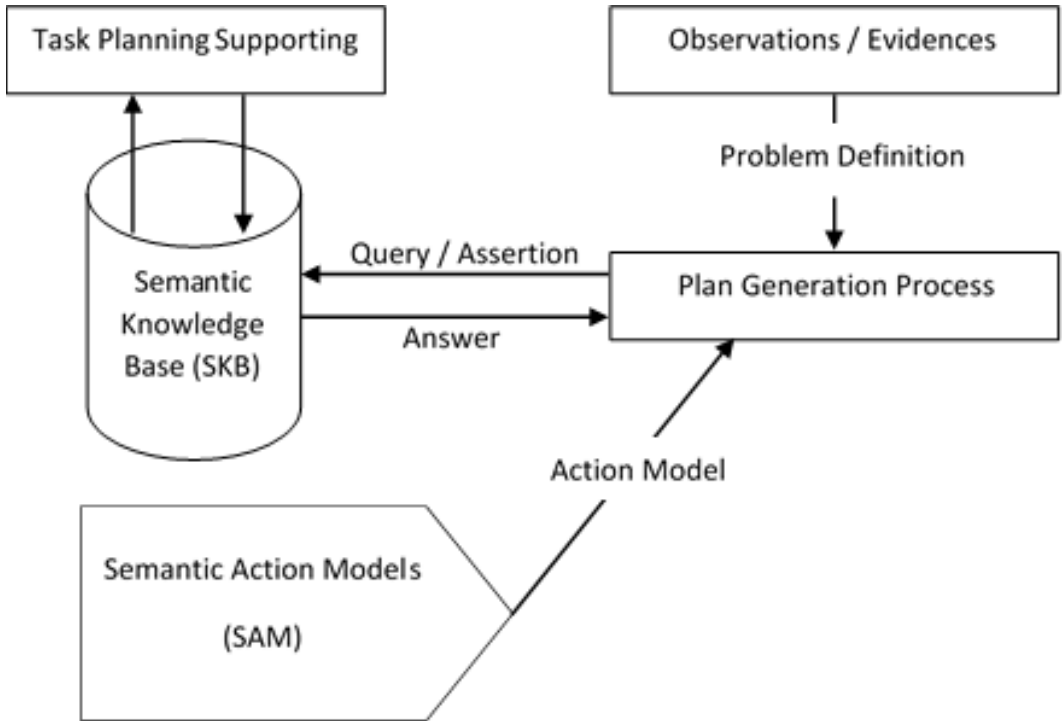 Task Planning Supporting
Observations / Evidences
Problem Definition
Query / Assertion
Plan Generation Process
Semantic
Knowledge
Base (SKB)
Answer
Action Model
Semantic Action Models
(SAM)